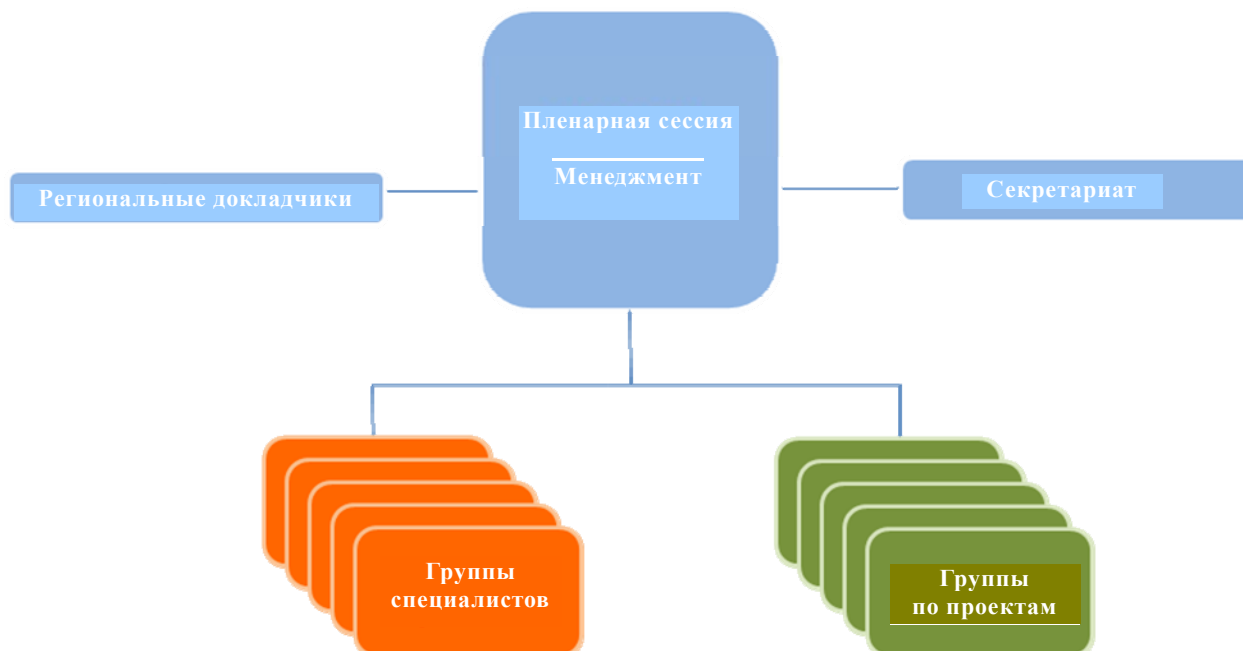 Пленарная сессия
Менеджмент
Региональные докладчики
Секретариат
Группы
специалистов
Группы
по проектам